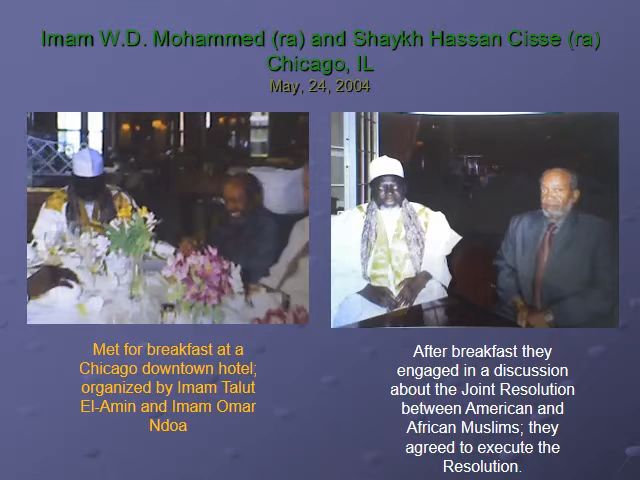 Imam W.D. Mohammed (ra) and Shaykh Hassan Cisse (ra)
Chicago, IL
May, 24, 2004
Met for breakfast at a
Chicago downtown hotel;
organized by Imam Talut
El-Amin and Imam Omar
Ndoa
After breakfast they
engaged in a discussion
about the Joint Resolution
between American and
African Muslims; they
agreed to execute the
Resolution.